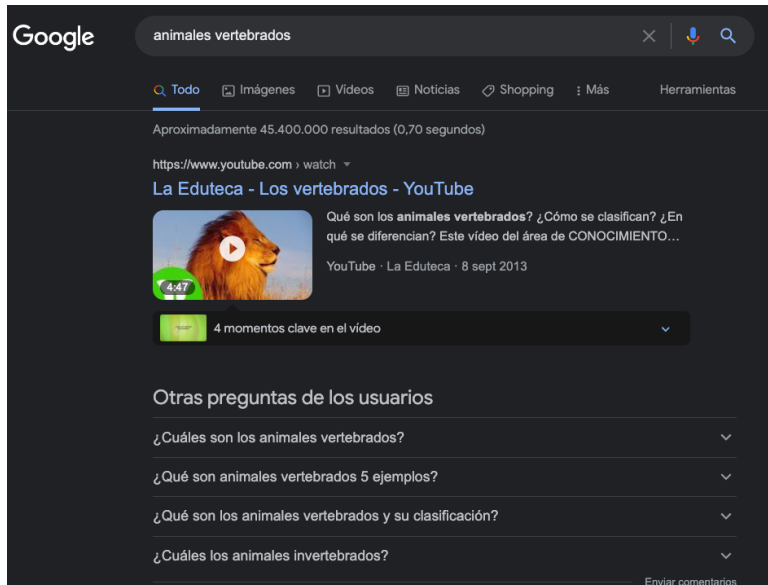 Google
animales vertebrados
Todo Imágenes Vídeos Noticias Shopping Más Herramientas
Aproximadamente 45.400.000 resultados (0,70 segundos)
https://www.youtube.com › watch
La Eduteca - Los vertebrados - YouTube
Qué son los animales vertebrados? ¿Cómo se clasifican? ¿En
qué se diferencian? Este vídeo del área de CONOCIMIENTO...
YouTube · La Eduteca · 8 sept 2013
4:47
4 momentos clave en el vídeo
Otras preguntas de los usuarios
¿Cuáles son los animales vertebrados?
¿Qué son animales vertebrados 5 ejemplos?
¿Qué son los animales vertebrados y su clasificación?
¿Cuáles los animales invertebrados?
Enviar comentarios